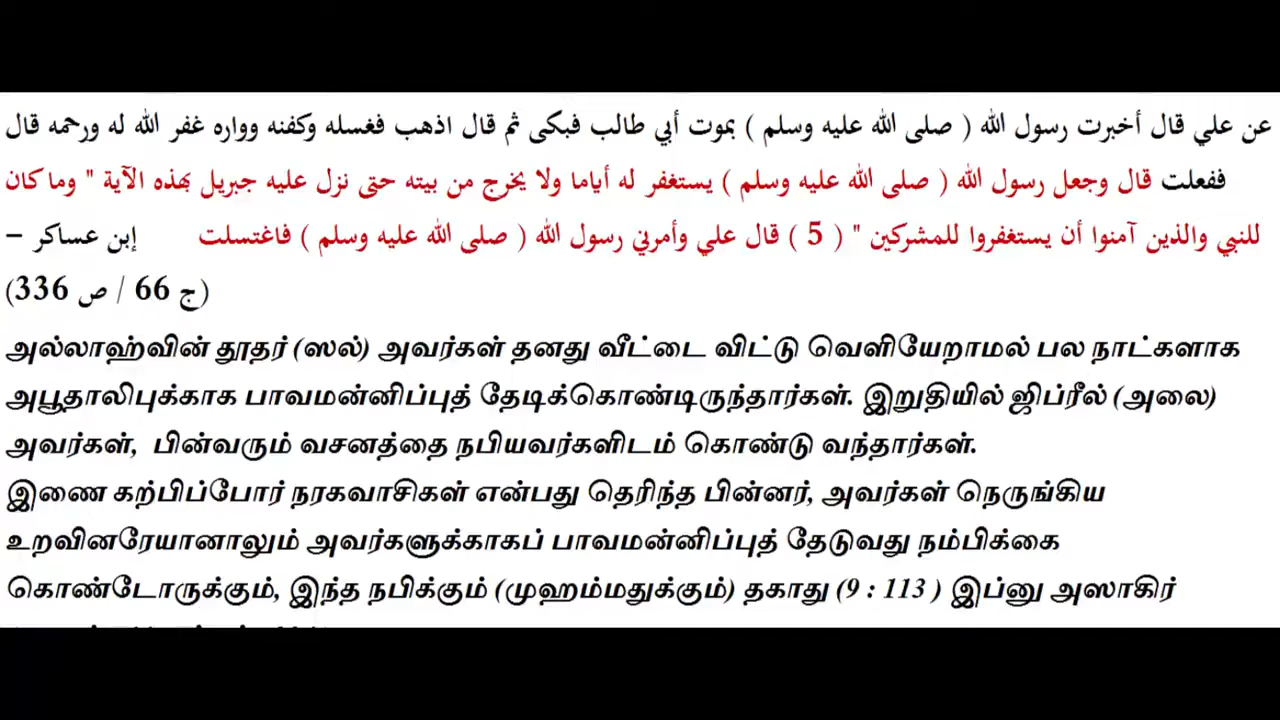 عن علي قال أخبرت رسول الله ( صلى الله عليه وسلم ) بموت أبي طالب فبكى ثم قال اذهب فغسله وكفنه وواره غفر الله له ورحمه قال
ففعلت قال وجعل رسول الله ( صلى الله عليه وسلم ) يستغفر له أياما ولا يخرج من بيته حتى نزل عليه جبريل بهذه الآية " وما كان
للنبي والذين آمنوا أن يستغفروا للمشركين " ( 5 ) قال علي وأمرني رسول الله ( صلى الله عليه وسلم ) فاغتسلت إبن عساكر –
(ج 66 / ص 336)
அல்லாஹ்வின் தூதர் (ஸல்) அவர்கள் தனது வீட்டை விட்டு வெளியேறாமல் பல நாட்களாக
அபூதாலிபுக்காக பாவமன்னிப்புத் தேடிக்கொண்டிருந்தார்கள். இறுதியில் ஜிப்ரீல் (அலை)
அவர்கள், பின்வரும் வசனத்தை நபியவர்களிடம் கொண்டு வந்தார்கள்.
இணை கற்பிப்போர் நரகவாசிகள் என்பது தெரிந்த பின்னர், அவர்கள் நெருங்கிய
உறவினரேயானாலும் அவர்களுக்காகப் பாவமன்னிப்புத் தேடுவது நம்பிக்கை
கொண்டோருக்கும், இந்த நபிக்கும் (முஹம்மதுக்கும்) தகாது (9 : 113 ) இப்னு அஸாகிர்